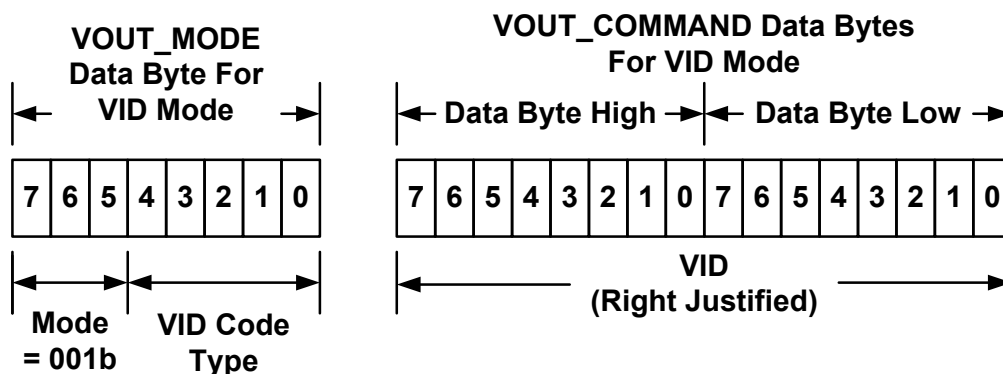 VOUT_MODE
Data Byte For
VID Mode
7 6 5 4 3 2 1 0
Mode
= 001b
VID Code
Type
VOUT_COMMAND Data Bytes
For VID Mode
Data Byte High
Data Byte Low
7 6 5 4 3 2 1 0 7 6 5 4 3 2 1 0
VID
(Right Justified)